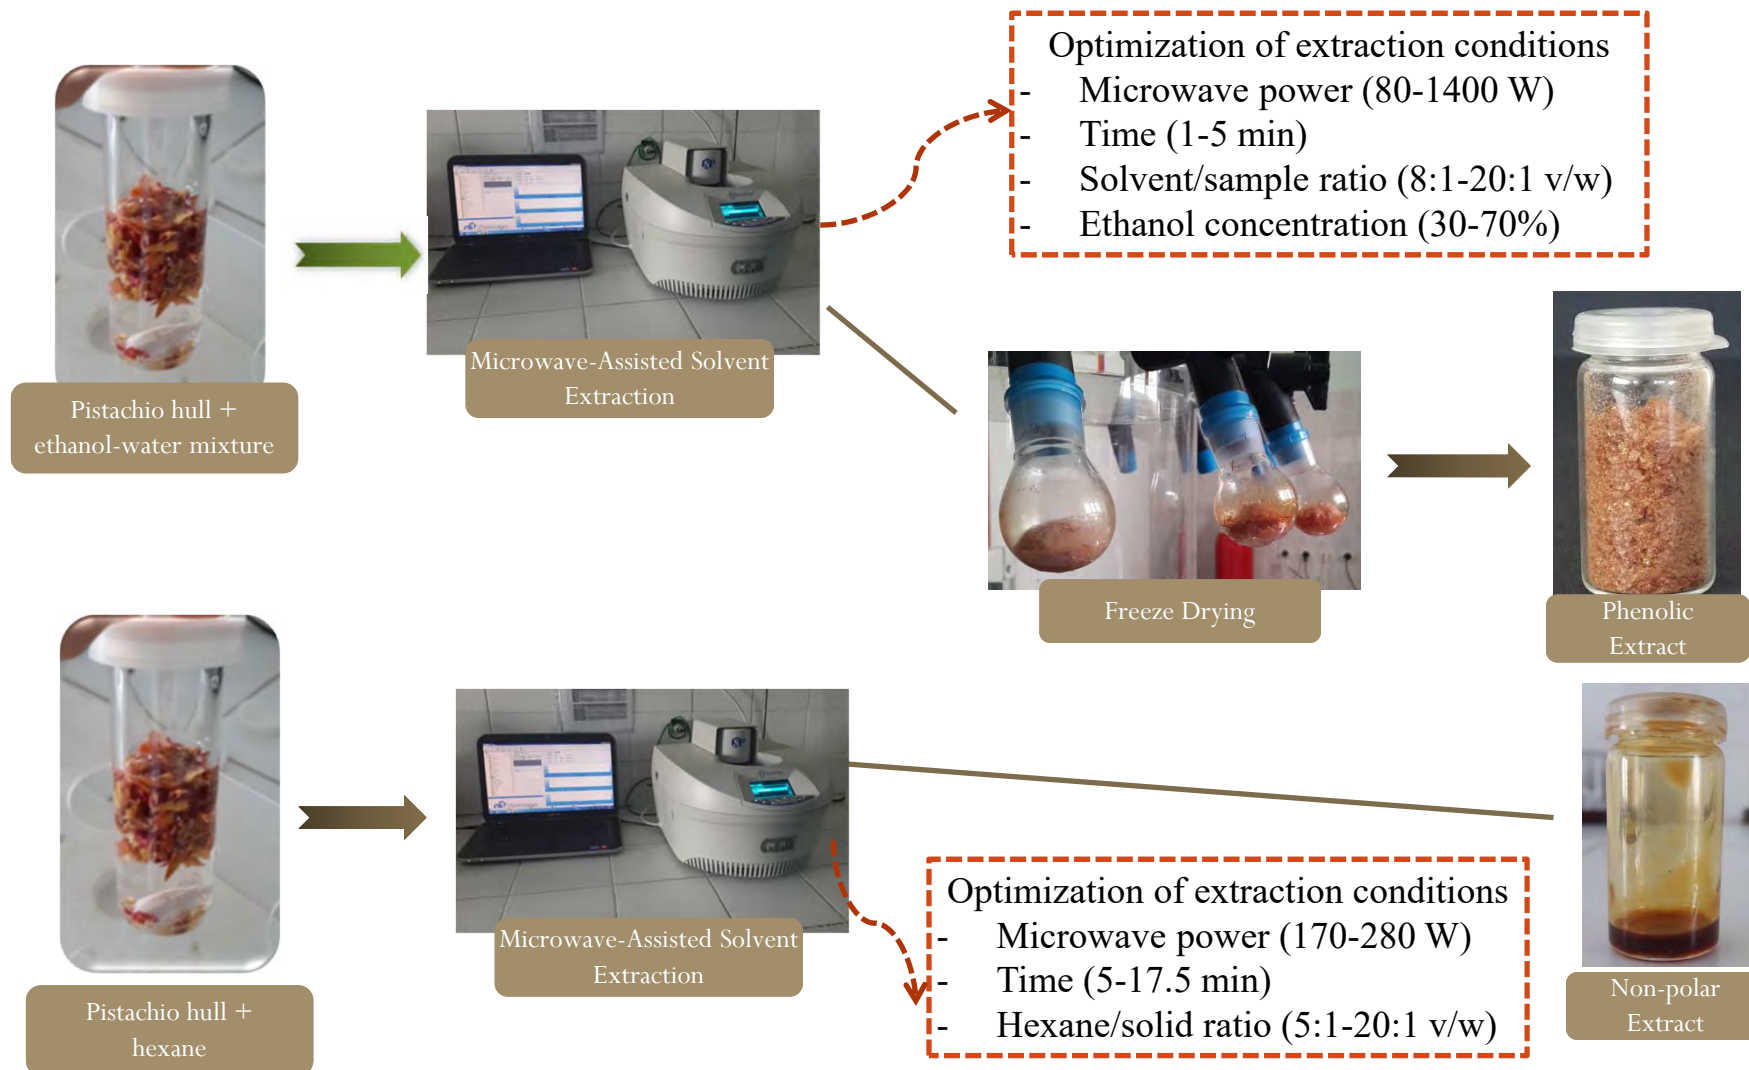 Optimization of extraction conditions
- Microwave power (80-1400 W)
- Time (1-5 min)
- Solvent/sample ratio (8:1-20:1 v/w)
- Ethanol concentration (30-70%)
Microwave-Assisted Solvent
Extraction
Pistachio hull +
ethanol-water mixture
Freeze Drying
Phenolic
Extract
Microwave-Assisted Solvent
Extraction
Optimization of extraction conditions
- Microwave power (170-280 W)
- Time (5-17.5 min)
- Hexane/solid ratio (5:1-20:1 v/w)
Pistachio hull +
hexane
Non-polar
Extract